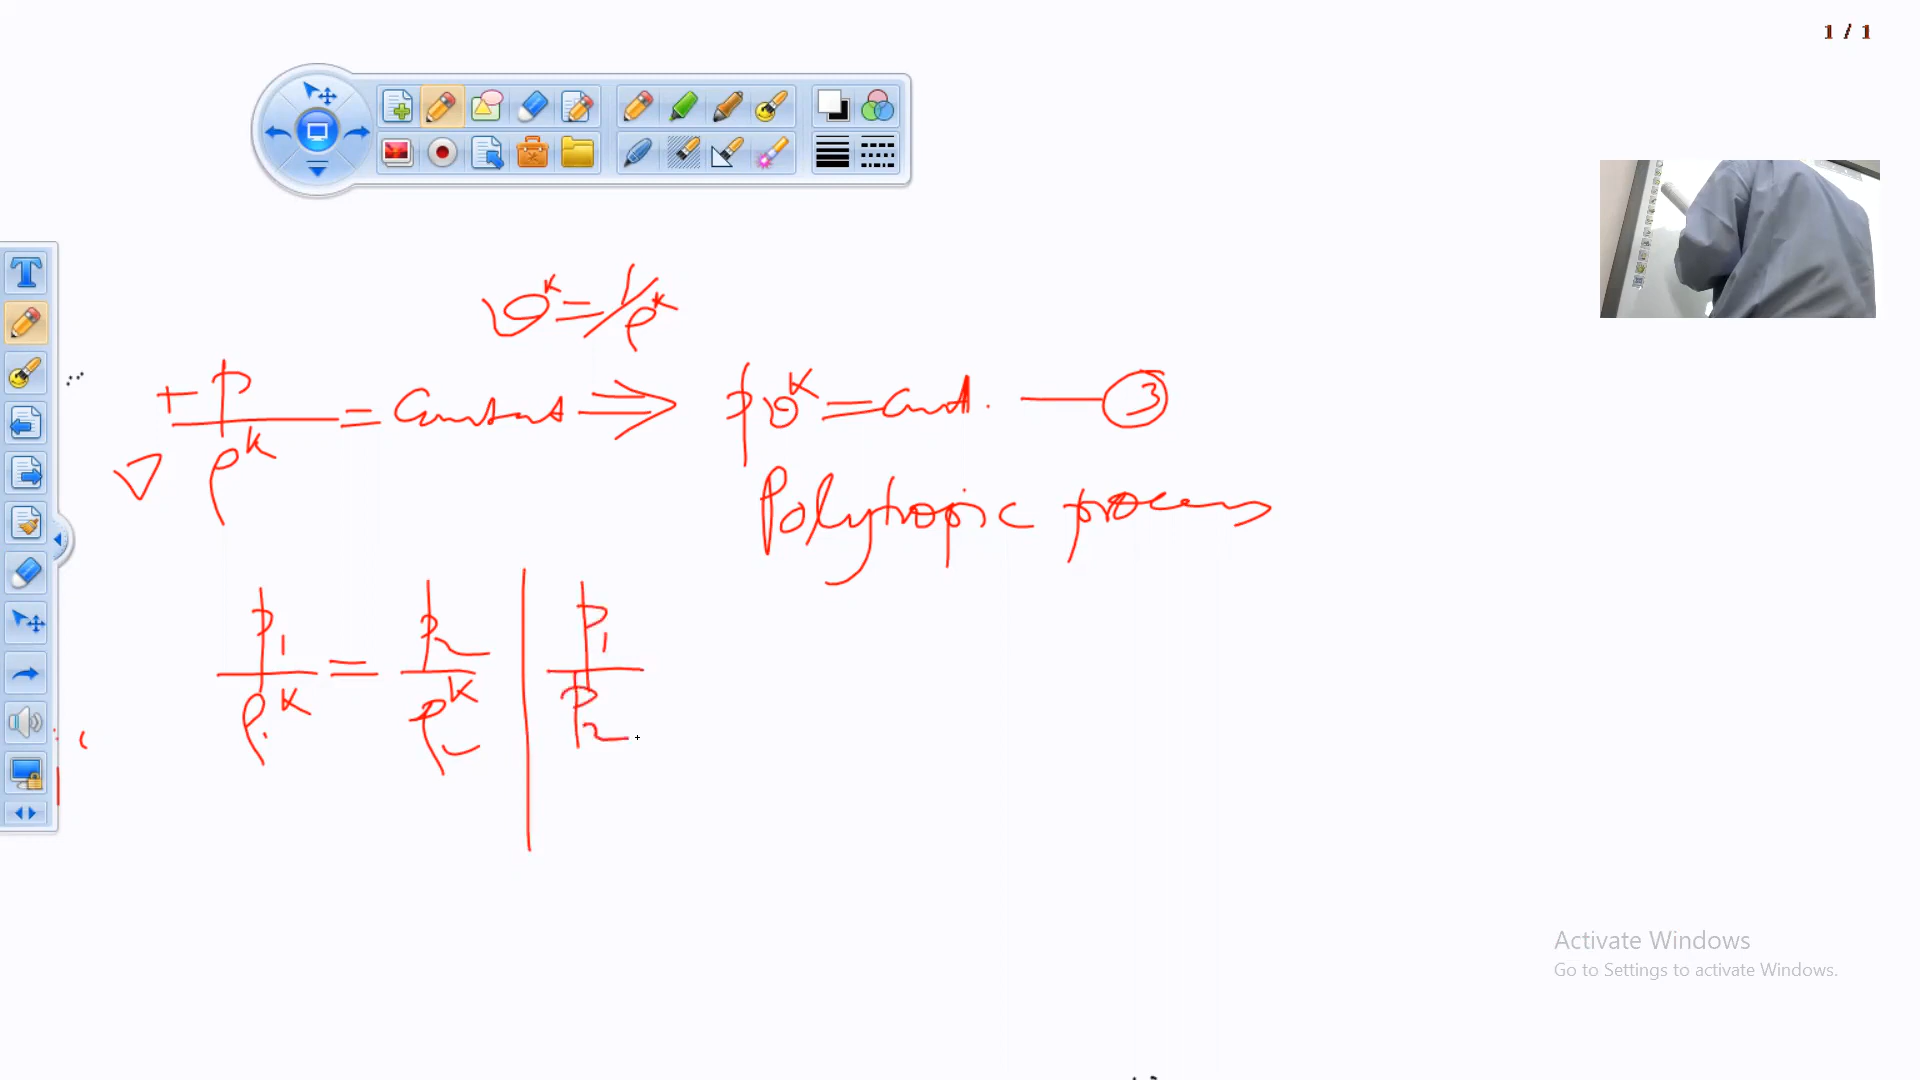 1 / 1
T
ϑ^K = 1/ρ^K
+ p/ρ^K = Constant ⇒ pϑ^K = const. — ③
▽
Polytropic process
p₁/ρ₁^K = p₂/ρ₂^K | p₁/p₂
Activate Windows
Go to Settings to activate Windows.